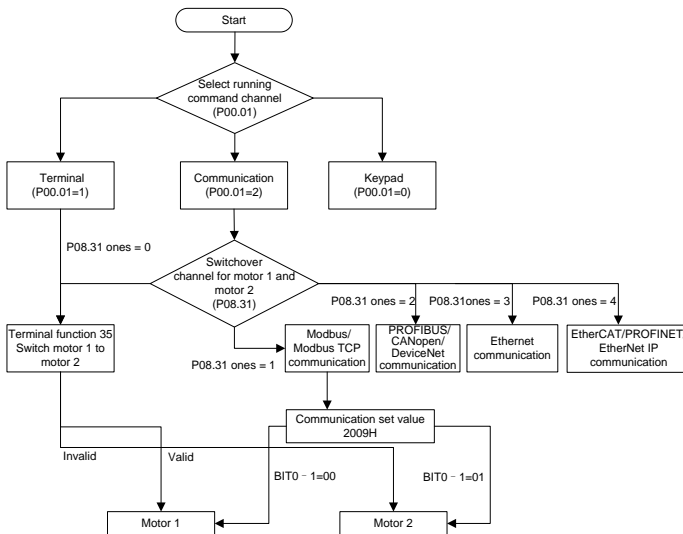 Start
Select running
command channel
(P00.01)
Terminal
(P00.01=1)
Communication
(P00.01=2)
Keypad
(P00.01=0)
P08.31 ones = 0
Switchover
channel for motor 1 and
motor 2
(P08.31)
P08.31 ones = 2
P08.31ones = 3
P08.31 ones = 4
Terminal function 35
Switch motor 1 to
motor 2
P08.31 ones = 1
Modbus/
Modbus TCP
communication
PROFIBUS/
CANopen/
DeviceNet
communication
Ethernet
communication
EtherCAT/PROFINET/
EtherNet IP
communication
Communication set value
2009H
Invalid
Valid
BIT0-1=00
BIT0-1=01
Motor 1
Motor 2